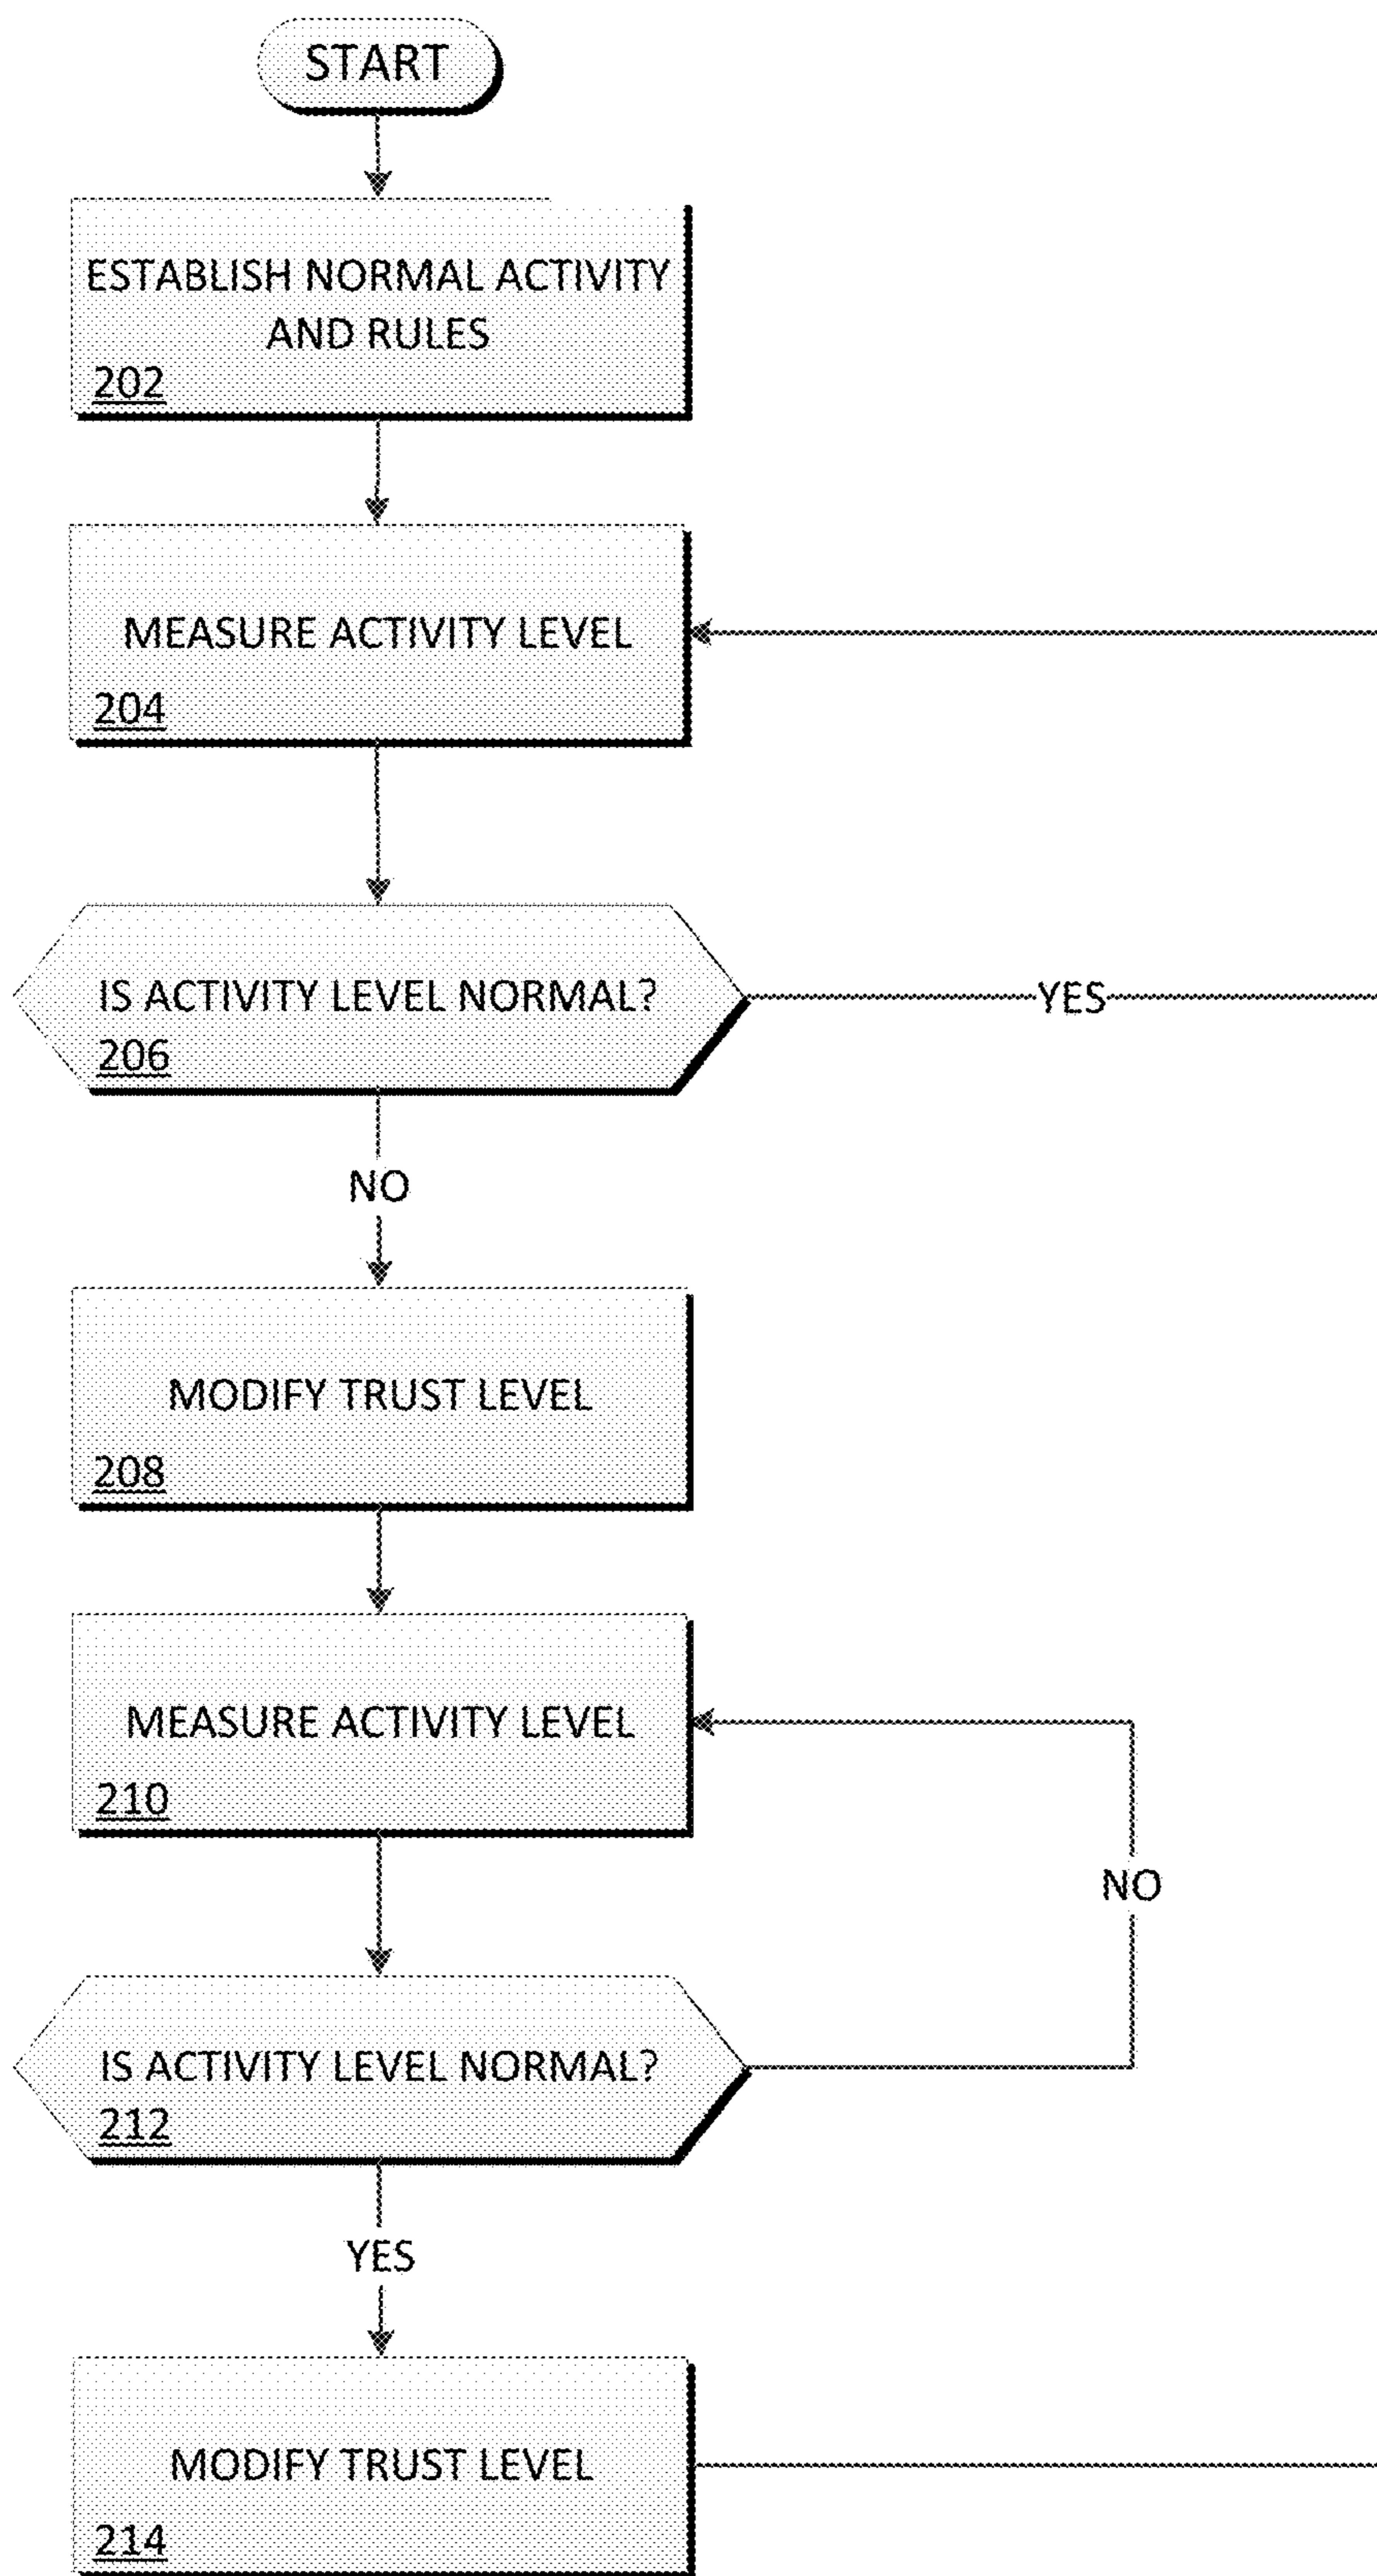 START
ESTABLISH NORMAL ACTIVITY
AND RULES
202
MEASURE ACTIVITY LEVEL
204
IS ACTIVITY LEVEL NORMAL?
206
YES
NO
MODIFY TRUST LEVEL
208
MEASURE ACTIVITY LEVEL
210
NO
IS ACTIVITY LEVEL NORMAL?
212
YES
MODIFY TRUST LEVEL
214